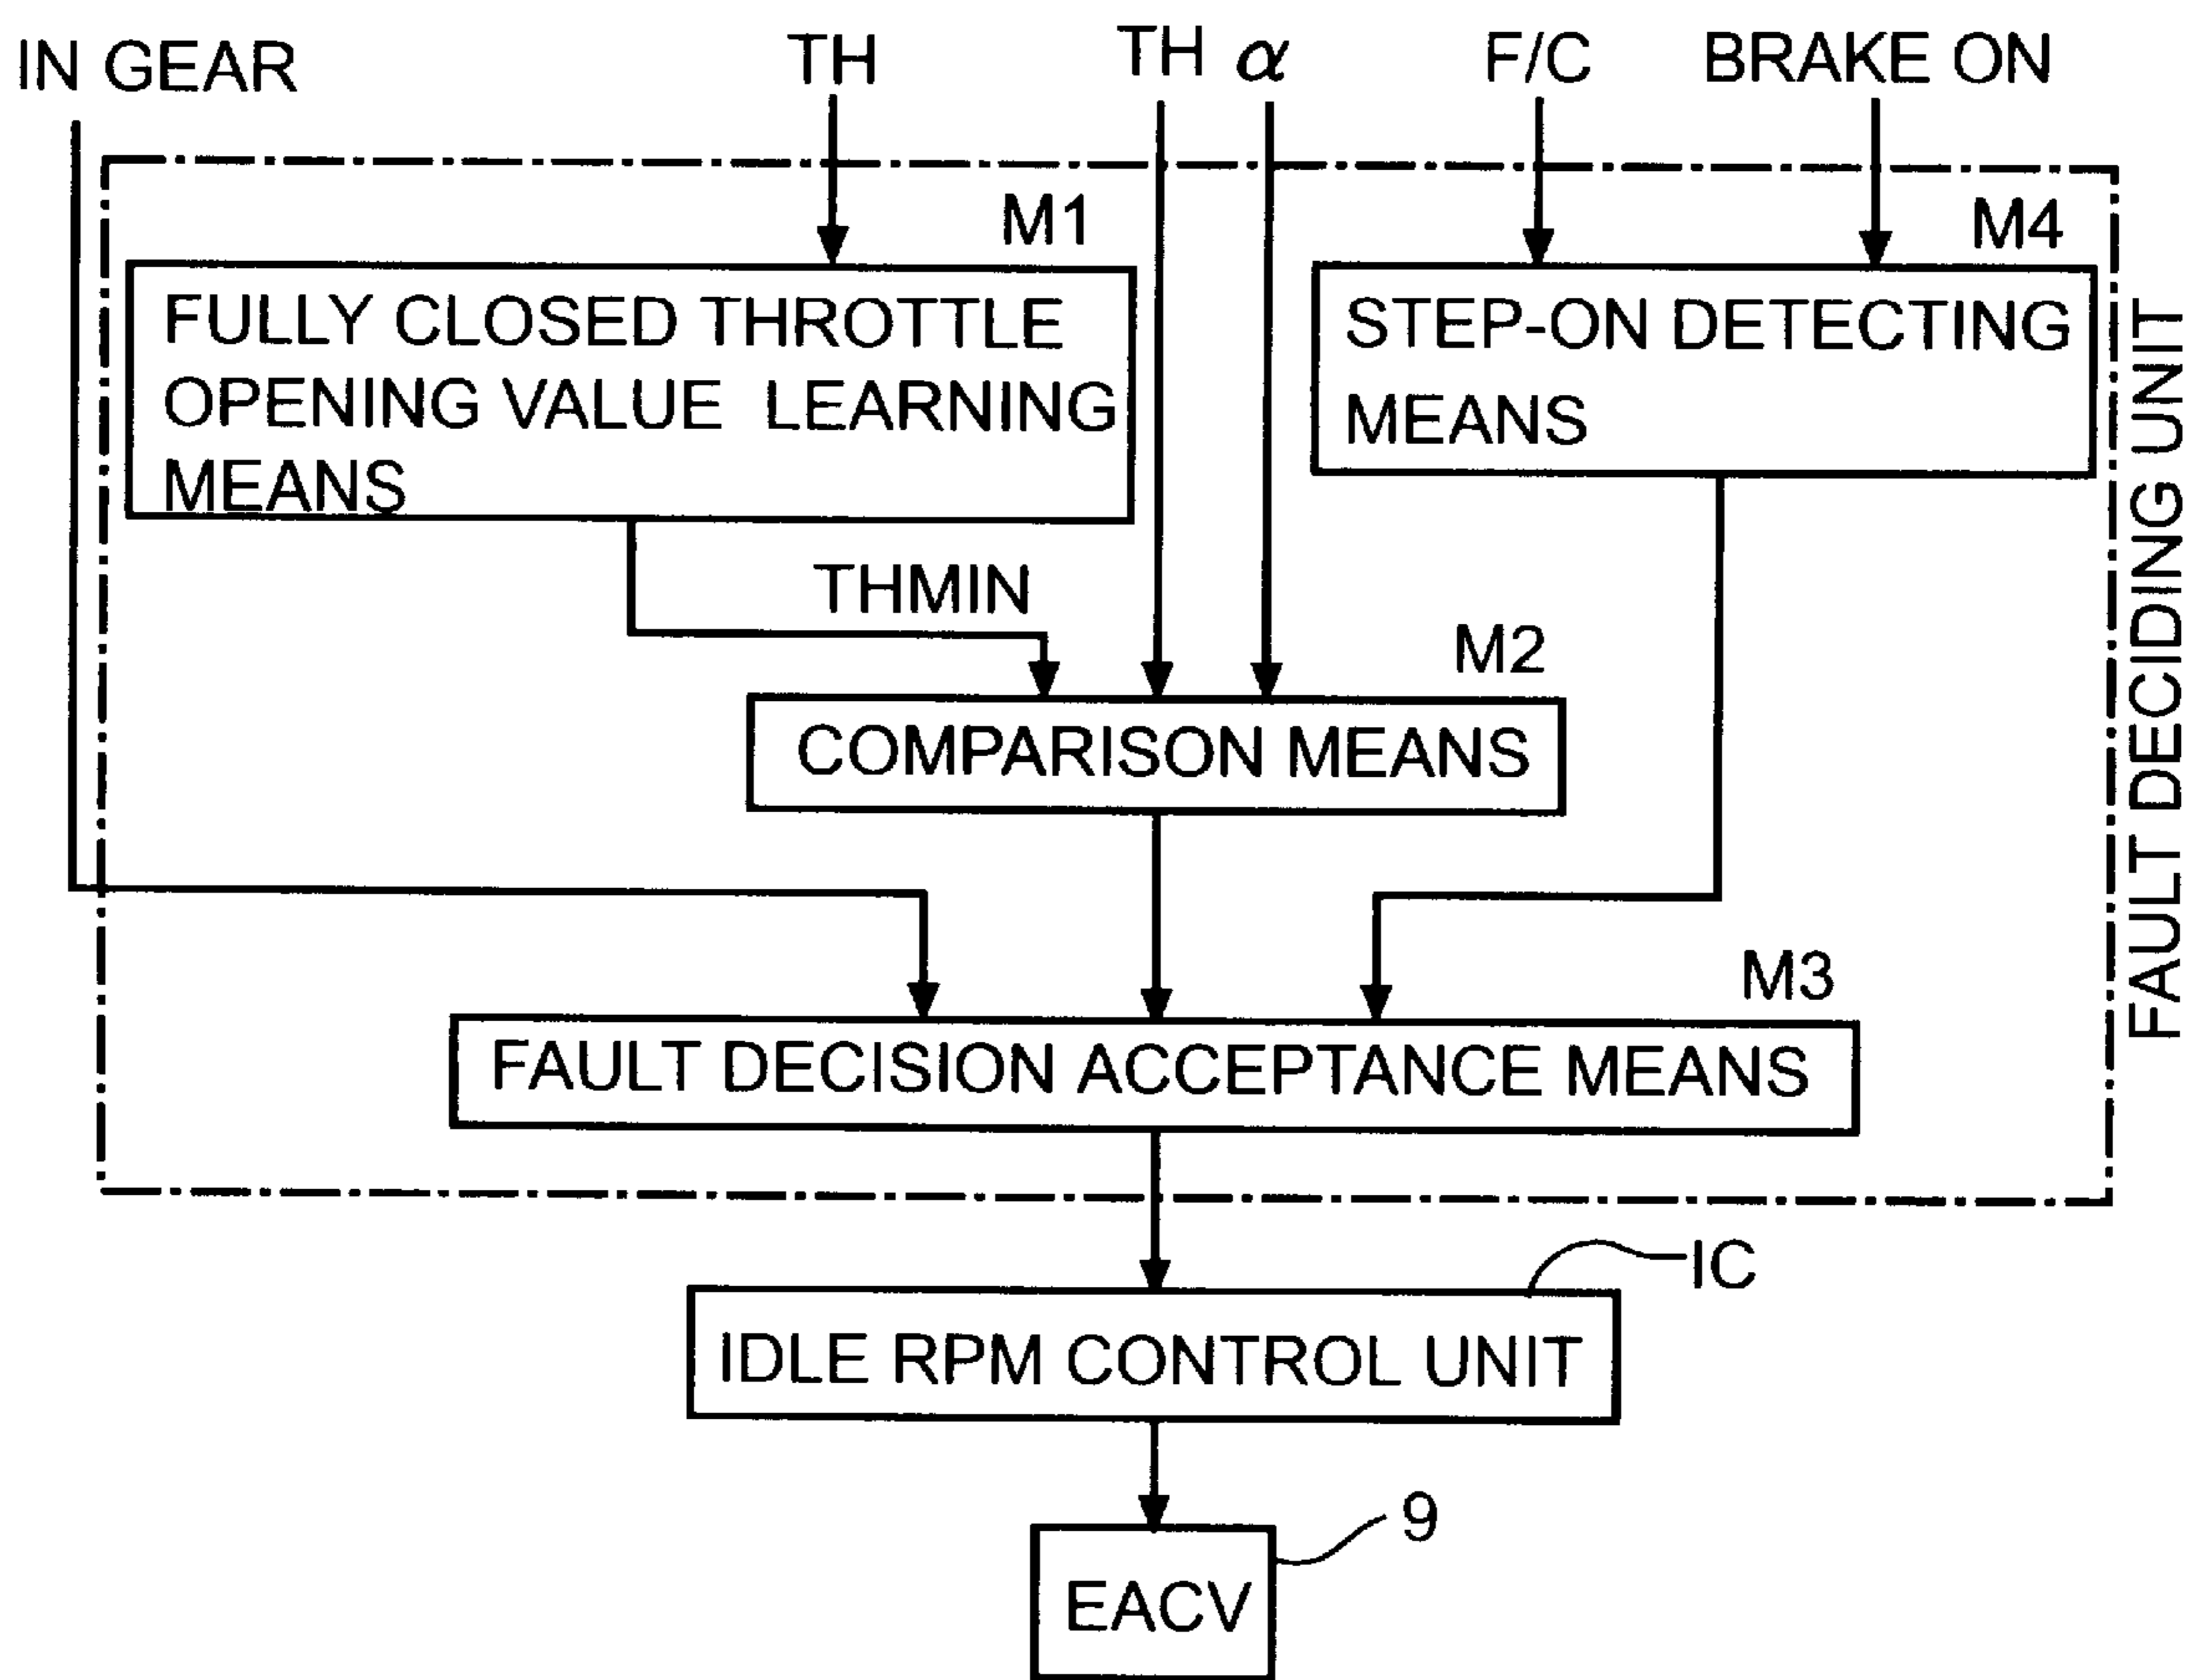 IN GEAR
TH
TH α
F/C
BRAKE ON
M1
M4
FULLY CLOSED THROTTLE
OPENING VALUE LEARNING
MEANS
STEP-ON DETECTING
MEANS
FAULT DECIDING UNIT
THMIN
M2
COMPARISON MEANS
M3
FAULT DECISION ACCEPTANCE MEANS
IC
IDLE RPM CONTROL UNIT
9
EACV